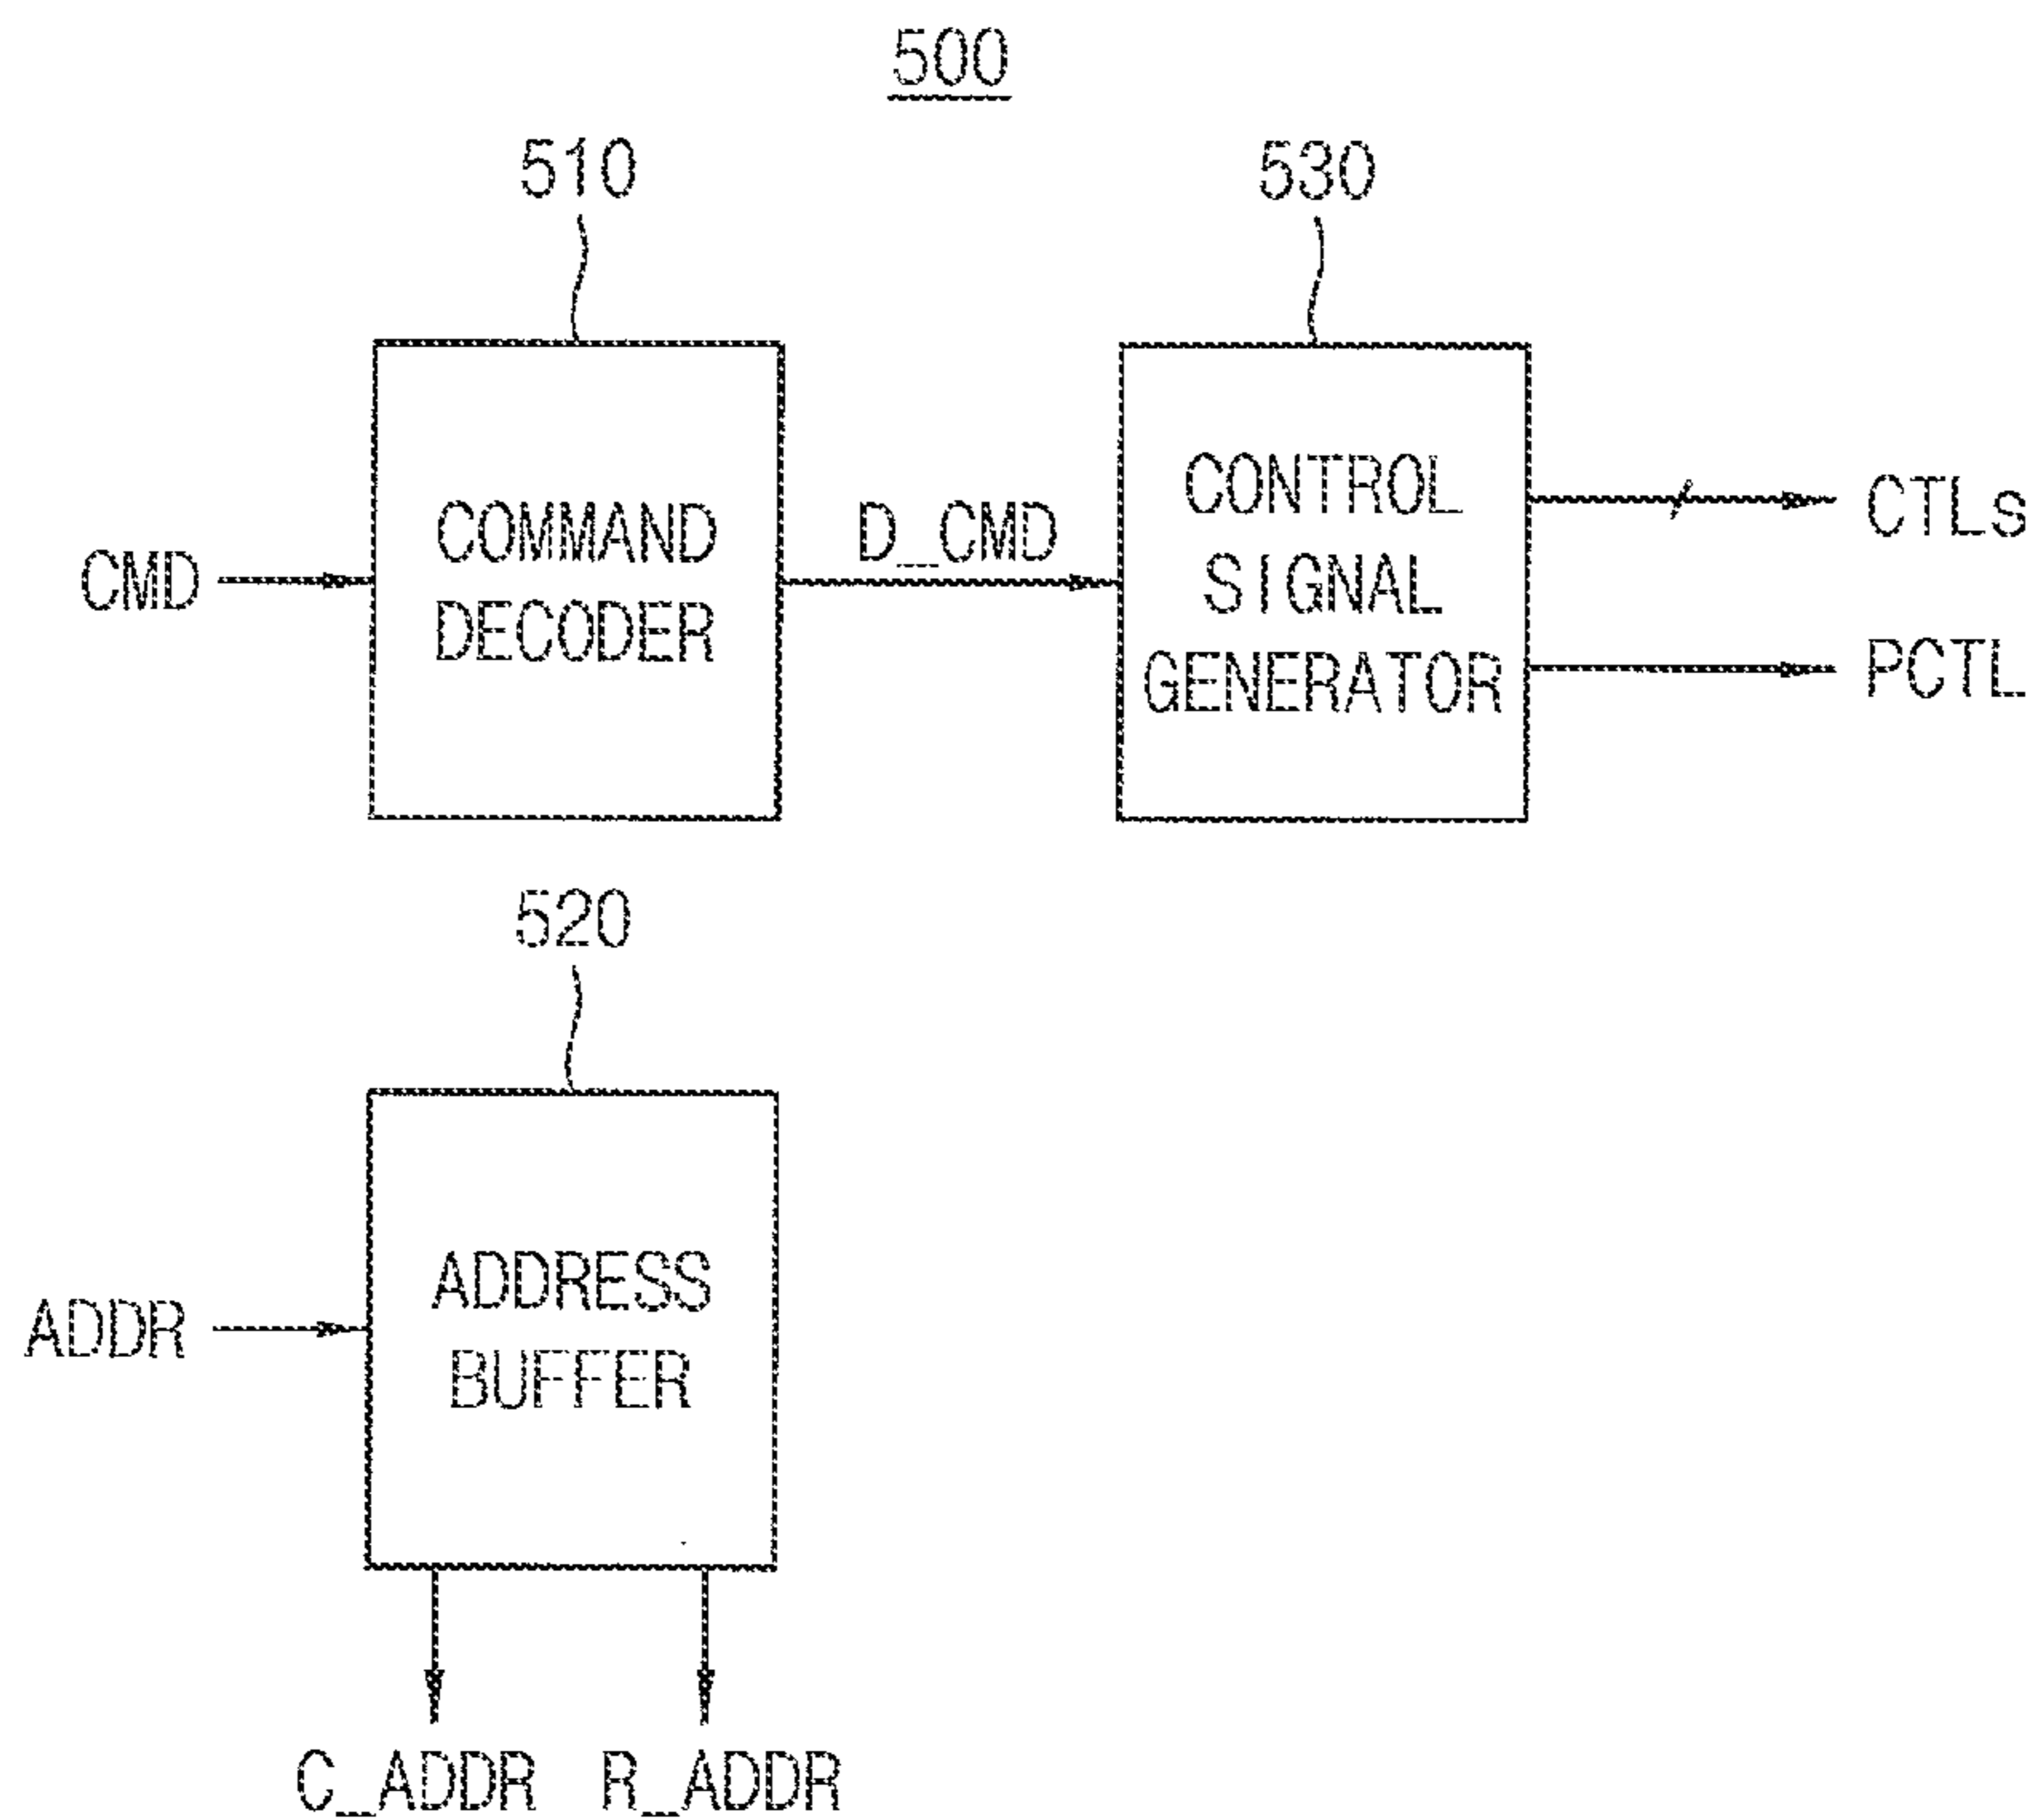 500
510
530
COMMAND
DECODER
CMD
D_CMD
CONTROL
SIGNAL
GENERATOR
CTLs
PCTL
520
ADDRESS
BUFFER
ADDR
C_ADDR
R_ADDR